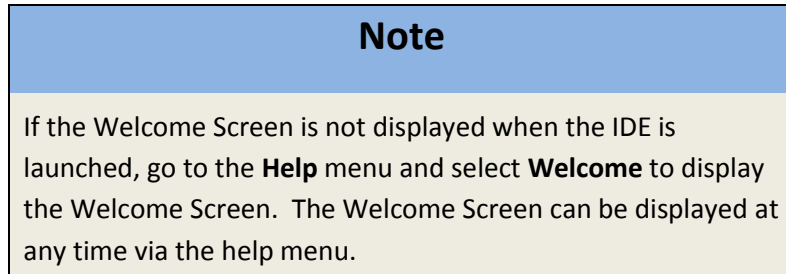 Note
If the Welcome Screen is not displayed when the IDE is
launched, go to the Help menu and select Welcome to display
the Welcome Screen.  The Welcome Screen can be displayed at
any time via the help menu.